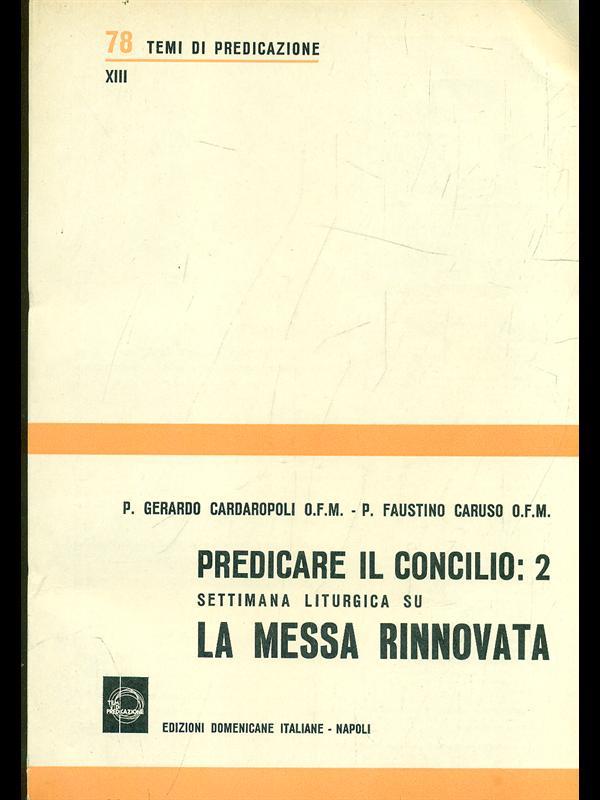 78 TEMI DI PREDICAZIONE
XIII
P. GERARDO CARDAROPOLI O.F.M. - P. FAUSTINO CARUSO O.F.M.
PREDICARE IL CONCILIO: 2
SETTIMANA LITURGICA SU
LA MESSA RINNOVATA
PREDICAZIONE
EDIZIONI DOMENICANE ITALIANE - NAPOLI